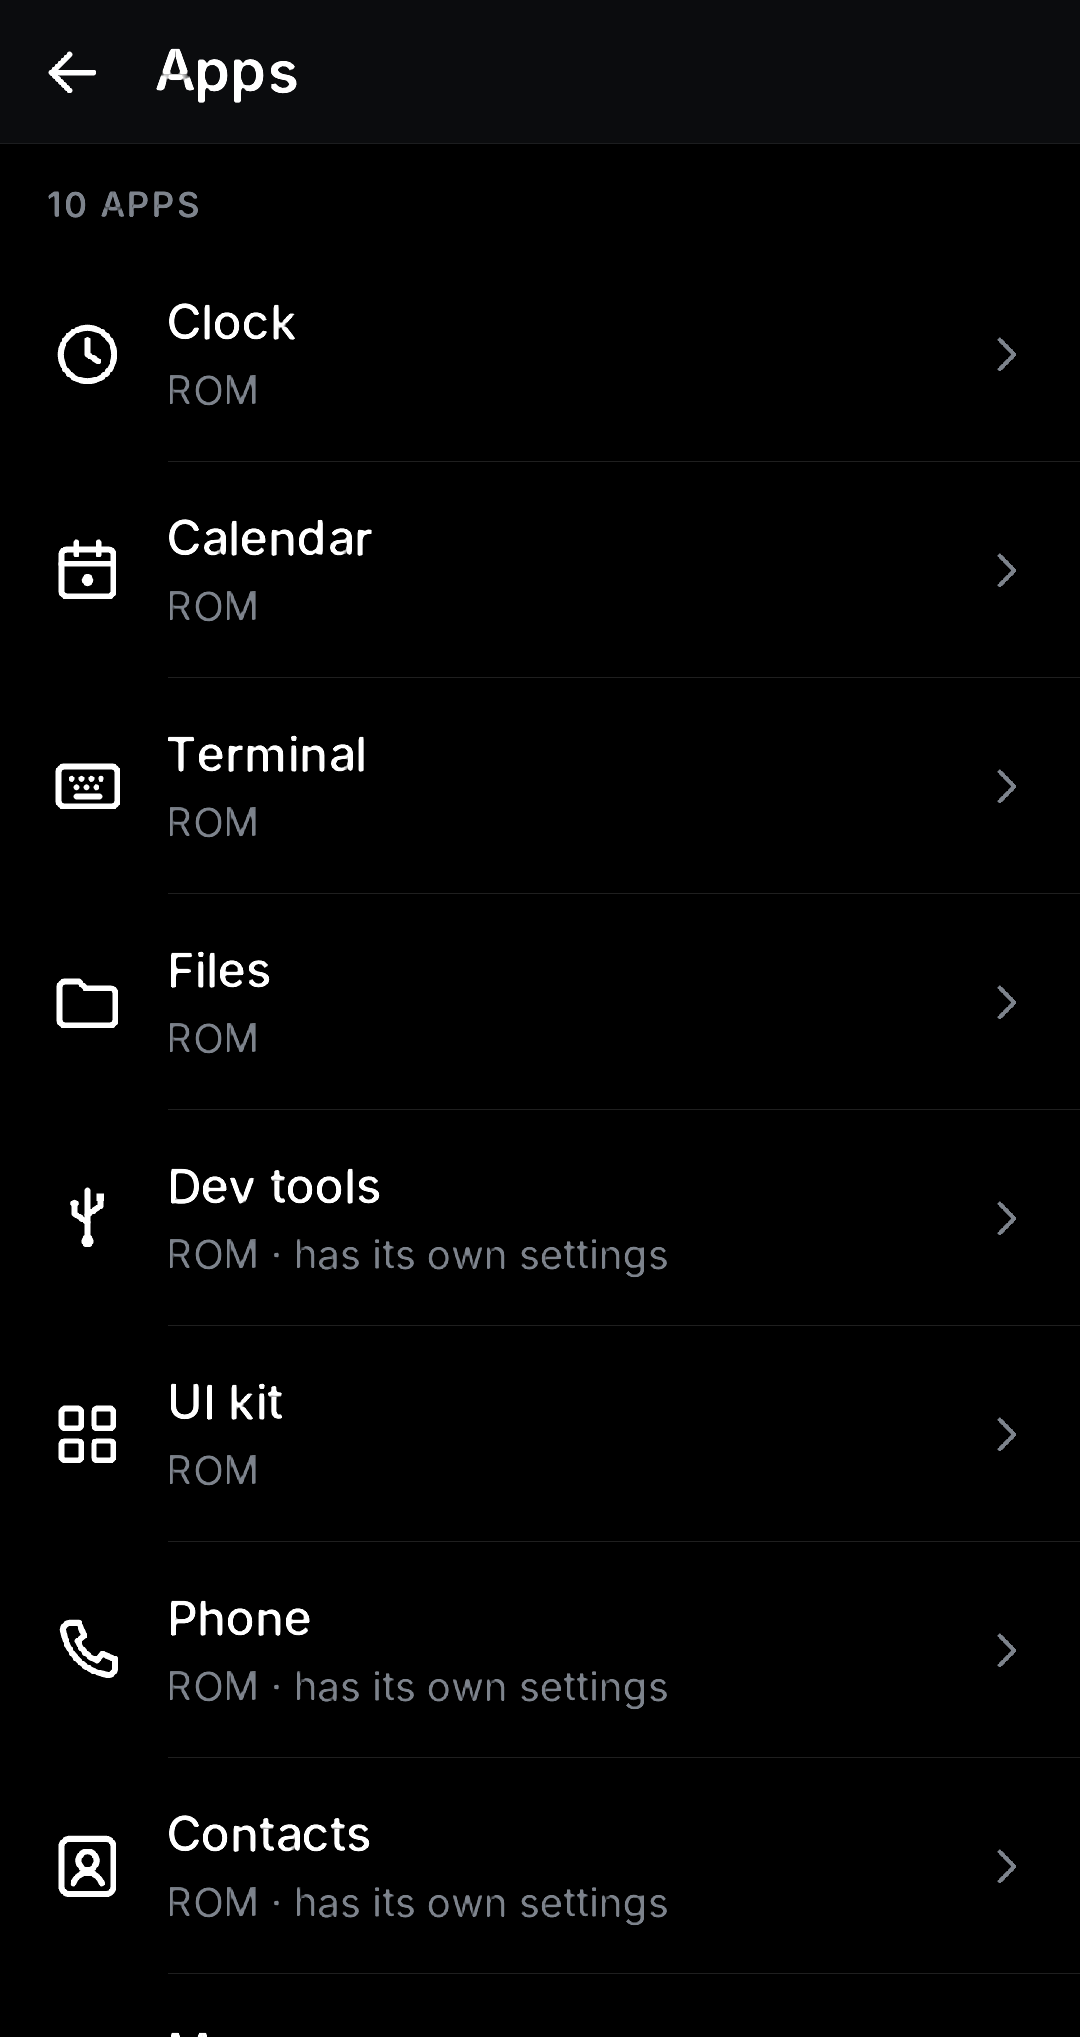 Apps
10 APPS
Clock
ROM
Calendar
ROM
Terminal
ROM
Files
ROM
Dev tools
ROM · has its own settings
UI kit
ROM
Phone
ROM · has its own settings
Contacts
ROM · has its own settings